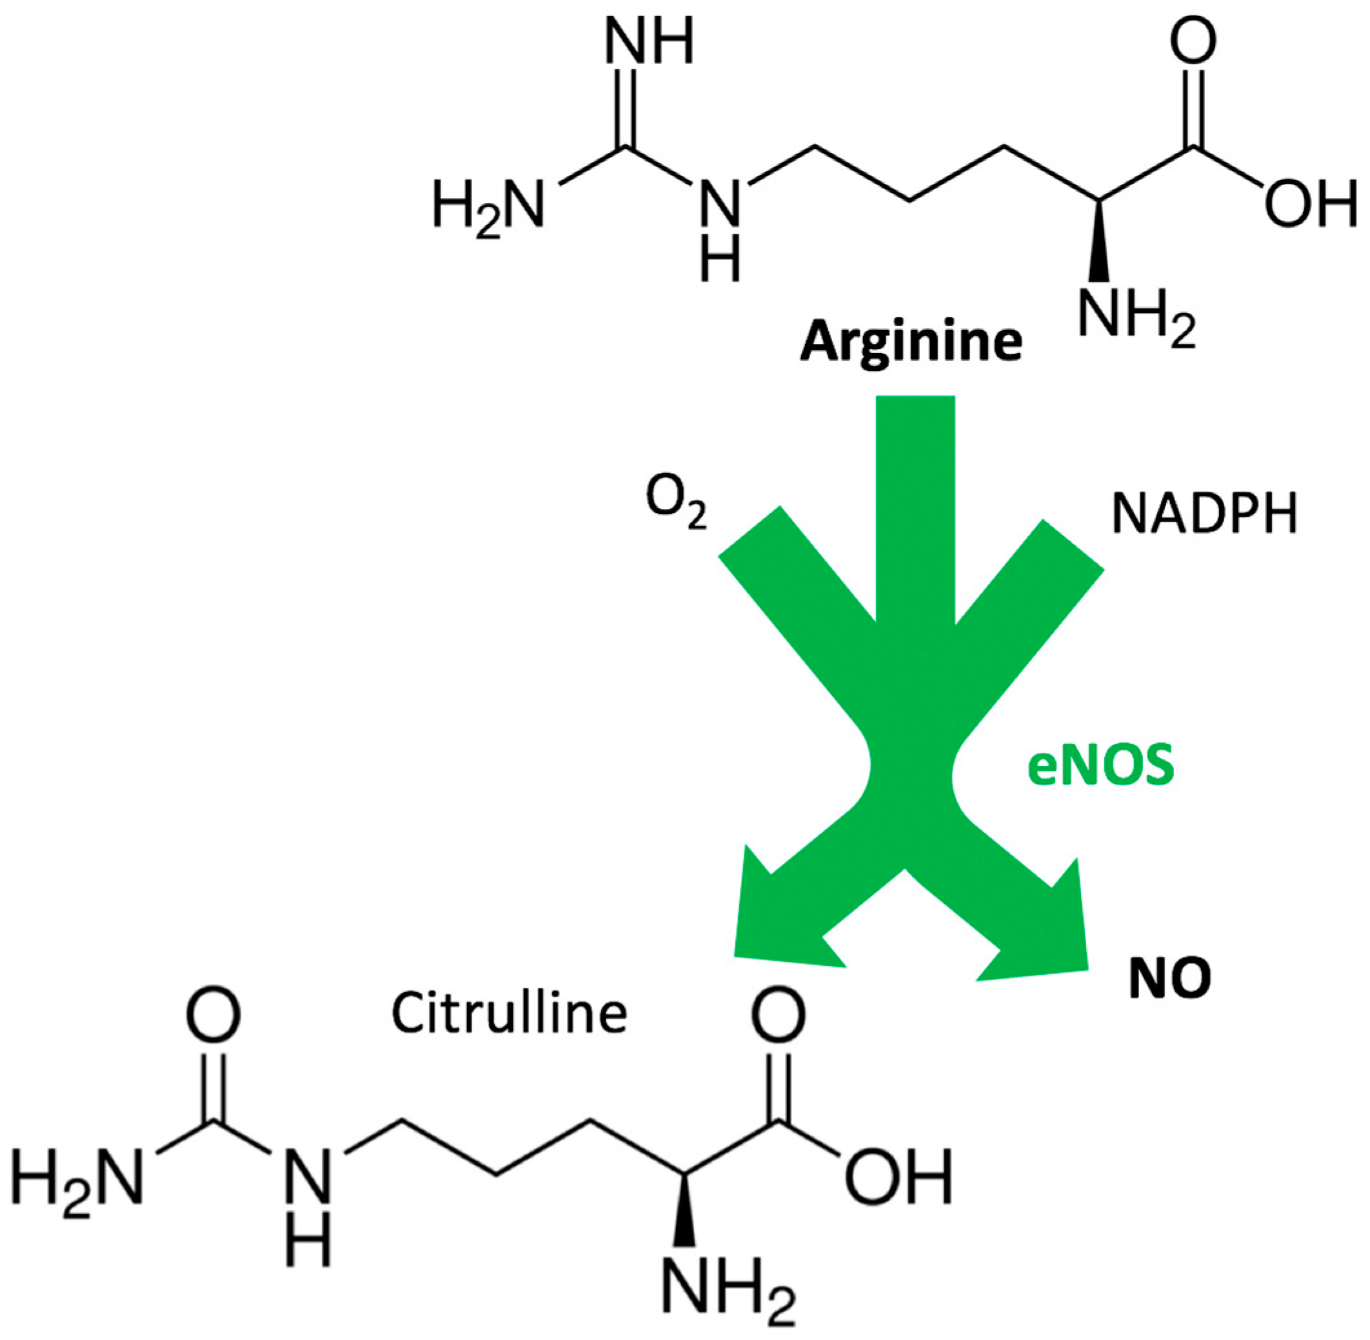 NH
O
H₂N
N
H
OH
NH₂
Arginine
O₂
NADPH
eNOS
NO
Citrulline
O
O
H₂N
N
H
OH
NH₂